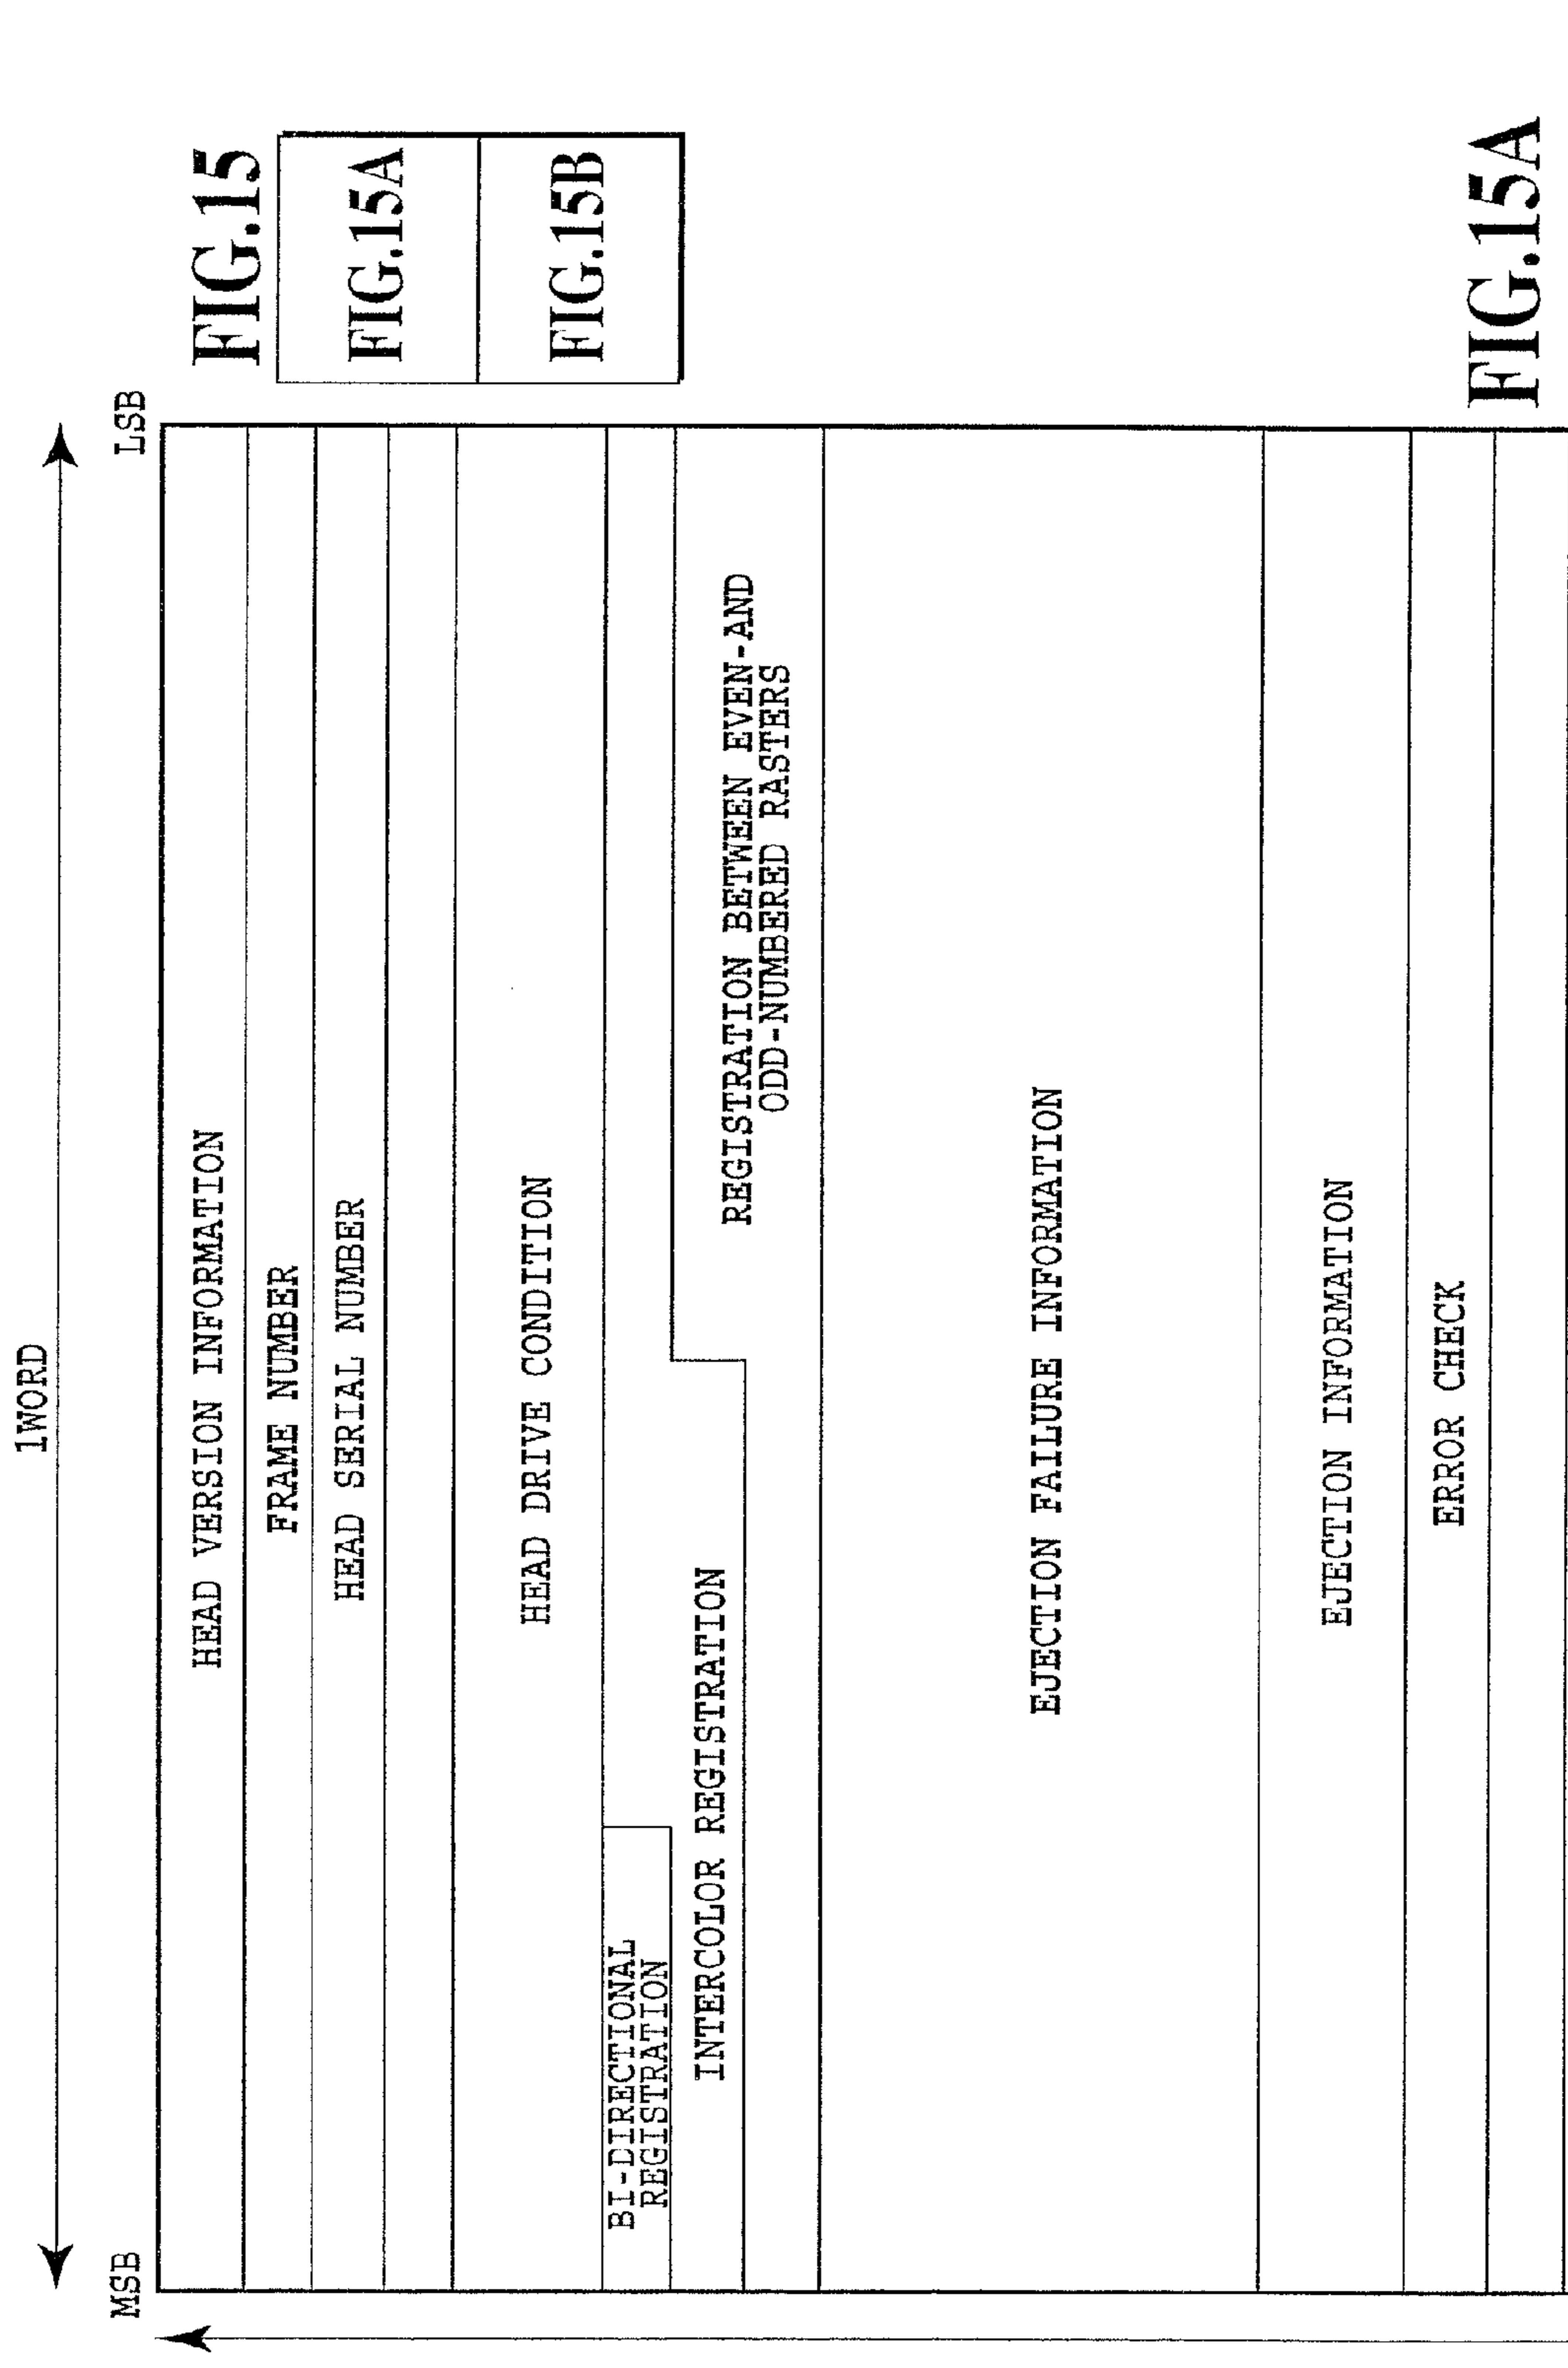 1WORD
MSB
LSB
HEAD VERSION INFORMATION
FRAME NUMBER
HEAD SERIAL NUMBER
HEAD DRIVE CONDITION
BI-DIRECTIONAL
REGISTRATION
INTERCOLOR REGISTRATION
REGISTRATION BETWEEN EVEN-AND
ODD-NUMBERED RASTERS
EJECTION FAILURE INFORMATION
EJECTION INFORMATION
ERROR CHECK
FIG.15
FIG.15A
FIG.15B
FIG.15A